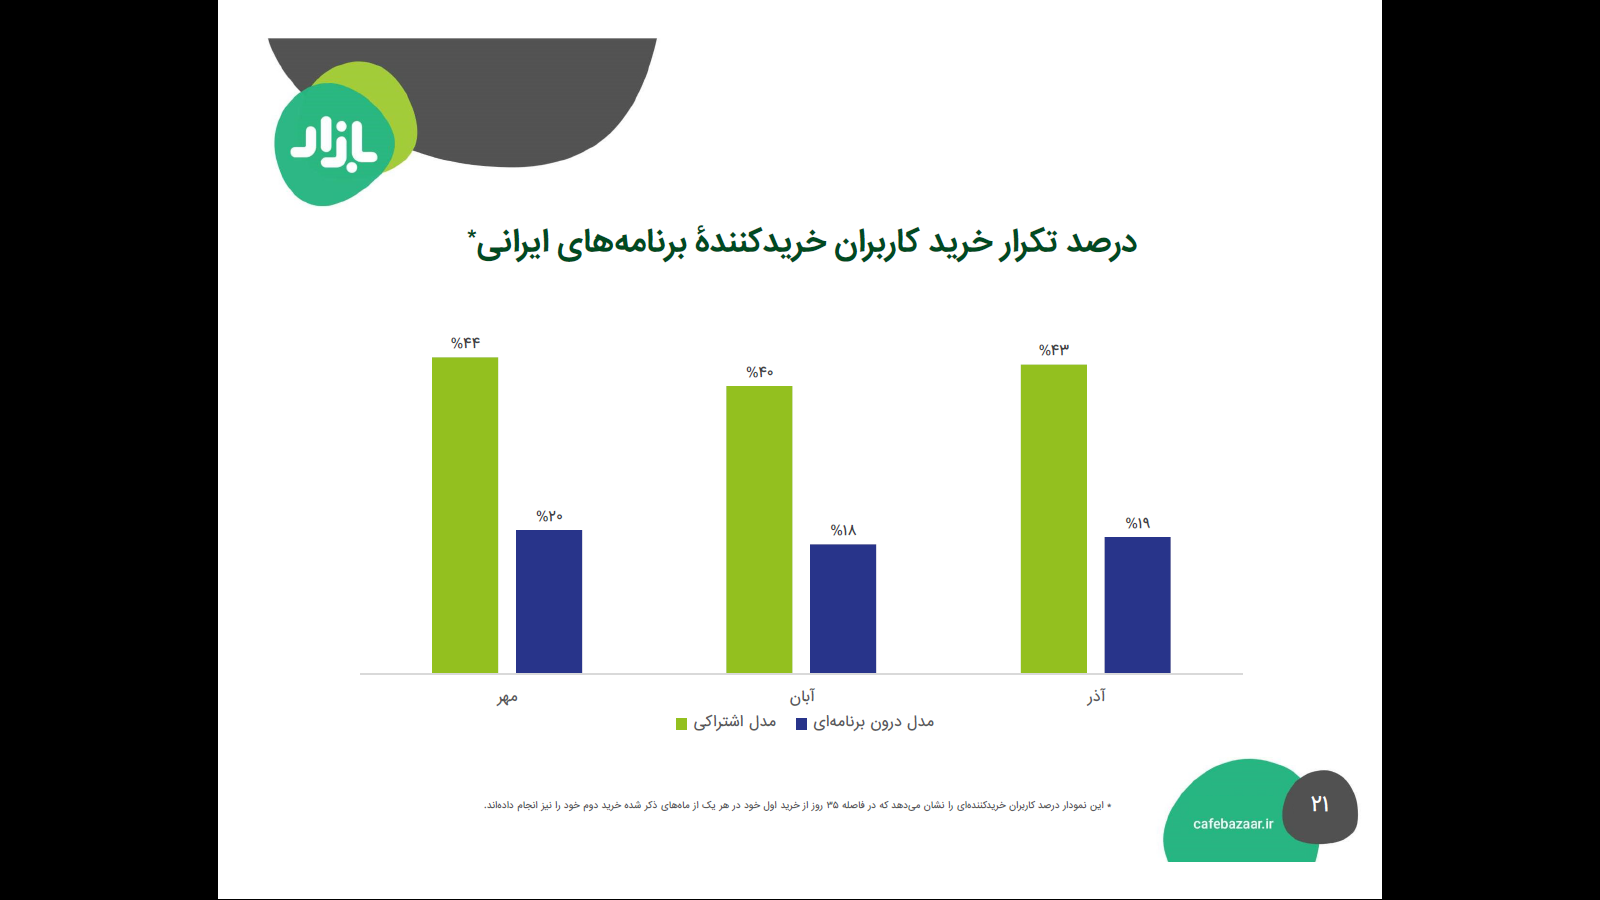 بازار
درصد تکرار خرید کاربران خریدکنندهٔ برنامه‌های ایرانی*
%۴۴
%۲۰
%۴۰
%۱۸
%۴۳
%۱۹
مهر
آبان
آذر
مدل اشتراکی
مدل درون برنامه‌ای
* این نمودار درصد کاربران خریدکننده‌ای را نشان می‌دهد که در فاصله ۳۵ روز از خرید اول خود در هر یک از ماه‌های ذکر شده خرید دوم خود را نیز انجام داده‌اند.
cafebazaar.ir
۲۱